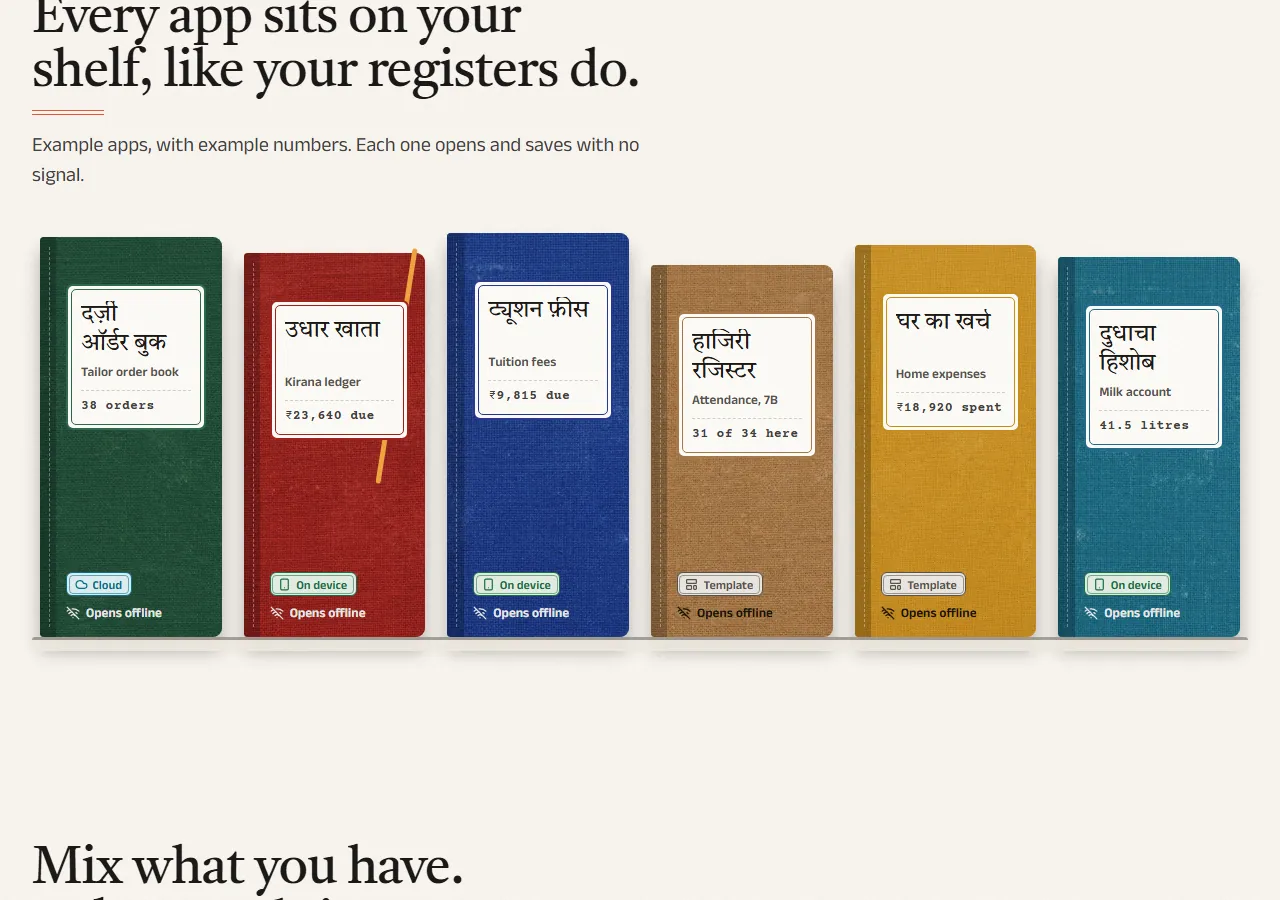 Every app sits on your
shelf, like your registers do.
Example apps, with example numbers. Each one opens and saves with no
signal.
दर्ज़ी
ऑर्डर बुक
Tailor order book
38 orders
Cloud
Opens offline
उधार खाता
Kirana ledger
₹23,640 due
On device
Opens offline
ट्यूशन फ़ीस
Tuition fees
₹9,815 due
On device
Opens offline
हाजिरी
रजिस्टर
Attendance, 7B
31 of 34 here
Template
Opens offline
घर का खर्च
Home expenses
₹18,920 spent
Template
Opens offline
दुधाचा
हिशोब
Milk account
41.5 litres
On device
Opens offline
Mix what you have.